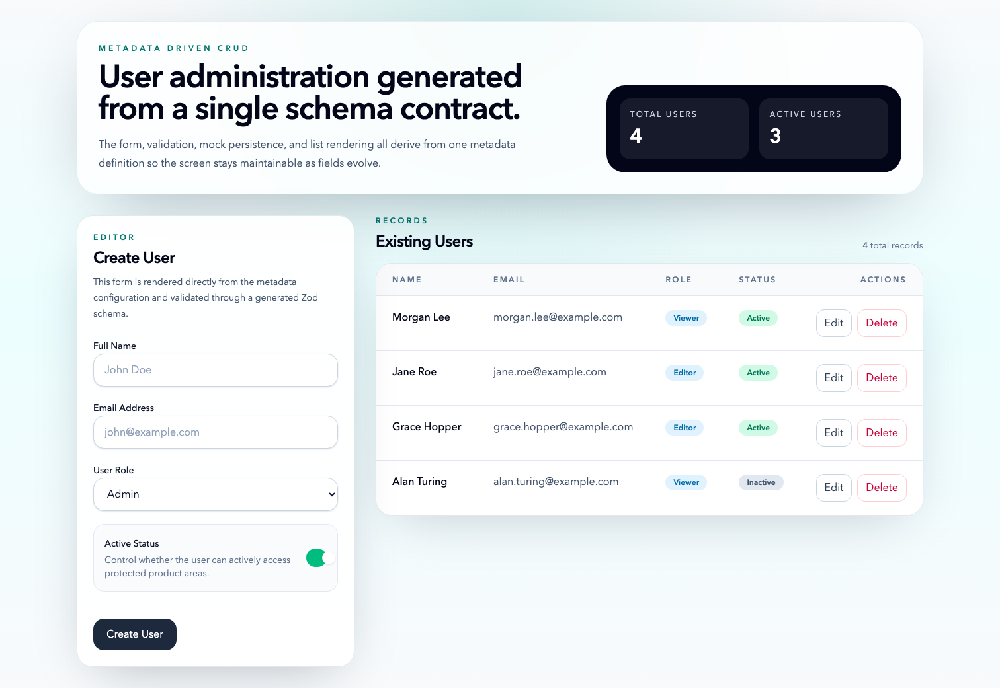 METADATA DRIVEN CRUD
User administration generated
from a single schema contract.
The form, validation, mock persistence, and list rendering all derive from one metadata
definition so the screen stays maintainable as fields evolve.
TOTAL USERS
4
ACTIVE USERS
3
EDITOR
Create User
This form is rendered directly from the metadata
configuration and validated through a generated Zod
schema.
Full Name
John Doe
Email Address
john@example.com
User Role
Admin
Active Status
Control whether the user can actively access
protected product areas.
Create User
RECORDS
Existing Users
4 total records
NAME EMAIL ROLE STATUS ACTIONS
Morgan Lee morgan.lee@example.com Viewer Active Edit Delete
Jane Roe jane.roe@example.com Editor Active Edit Delete
Grace Hopper grace.hopper@example.com Editor Active Edit Delete
Alan Turing alan.turing@example.com Viewer Inactive Edit Delete